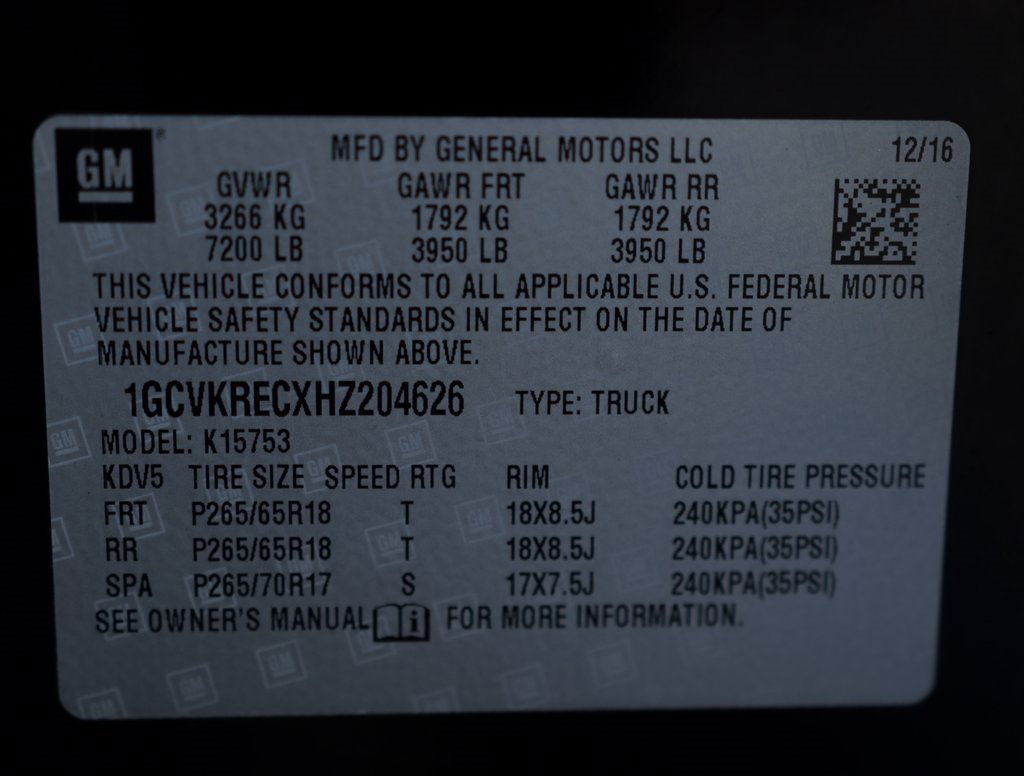 GM
MFD BY GENERAL MOTORS LLC 12/16
GVWR GAWR FRT GAWR RR
3266 KG 1792 KG 1792 KG
7200 LB 3950 LB 3950 LB
THIS VEHICLE CONFORMS TO ALL APPLICABLE U.S. FEDERAL MOTOR
VEHICLE SAFETY STANDARDS IN EFFECT ON THE DATE OF
MANUFACTURE SHOWN ABOVE.
1GCVKRECXHZ204626 TYPE: TRUCK
MODEL: K15753
KDV5 TIRE SIZE SPEED RTG RIM COLD TIRE PRESSURE
FRT P265/65R18 T 18X8.5J 240KPA(35PSI)
RR P265/65R18 T 18X8.5J 240KPA(35PSI)
SPA P265/70R17 S 17X7.5J 240KPA(35PSI)
SEE OWNER'S MANUAL i FOR MORE INFORMATION.